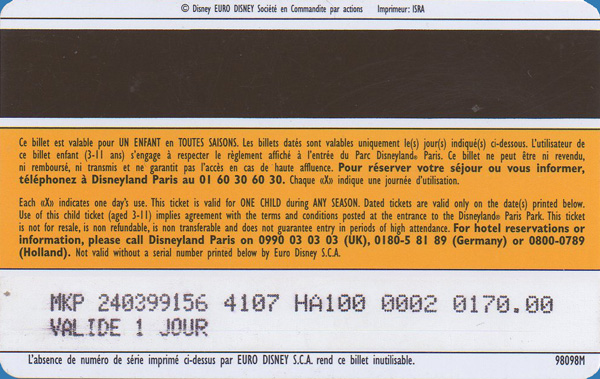 © Disney EURO DISNEY Société en Commandite par actions Imprimeur: ISRA
Ce billet est valable pour UN ENFANT en TOUTES SAISONS. Les billets datés sont valables uniquement le(s) jour(s) indiqué(s) ci-dessous. L'utilisateur de
ce billet enfant (3-11 ans) s'engage à respecter le règlement affiché à l'entrée du Parc Disneyland® Paris. Ce billet ne peut être ni revendu,
ni remboursé, ni transmis et ne garantit pas l'accès en cas de haute affluence. Pour réserver votre séjour ou vous informer,
téléphonez à Disneyland Paris au 01 60 30 60 30. Chaque «X» indique une journée d'utilisation.
Each «X» indicates one day's use. This ticket is valid for ONE CHILD during ANY SEASON. Dated tickets are valid only on the date(s) printed below.
Use of this child ticket (aged 3-11) implies agreement with the terms and conditions posted at the entrance to the Disneyland® Paris Park. This ticket
is not for resale, is non refundable, is non transferable and does not guarantee entry in periods of high attendance. For hotel reservations or
information, please call Disneyland Paris on 0990 03 03 03 (UK), 0180-5 81 89 (Germany) or 0800-0789
(Holland). Not valid without a serial number printed below by Euro Disney S.C.A.
MKP 240399156 4107 HA100 0002 0170.00
VALIDE 1 JOUR
L'absence de numéro de série imprimé ci-dessus par EURO DISNEY S.C.A. rend ce billet inutilisable. 98098M